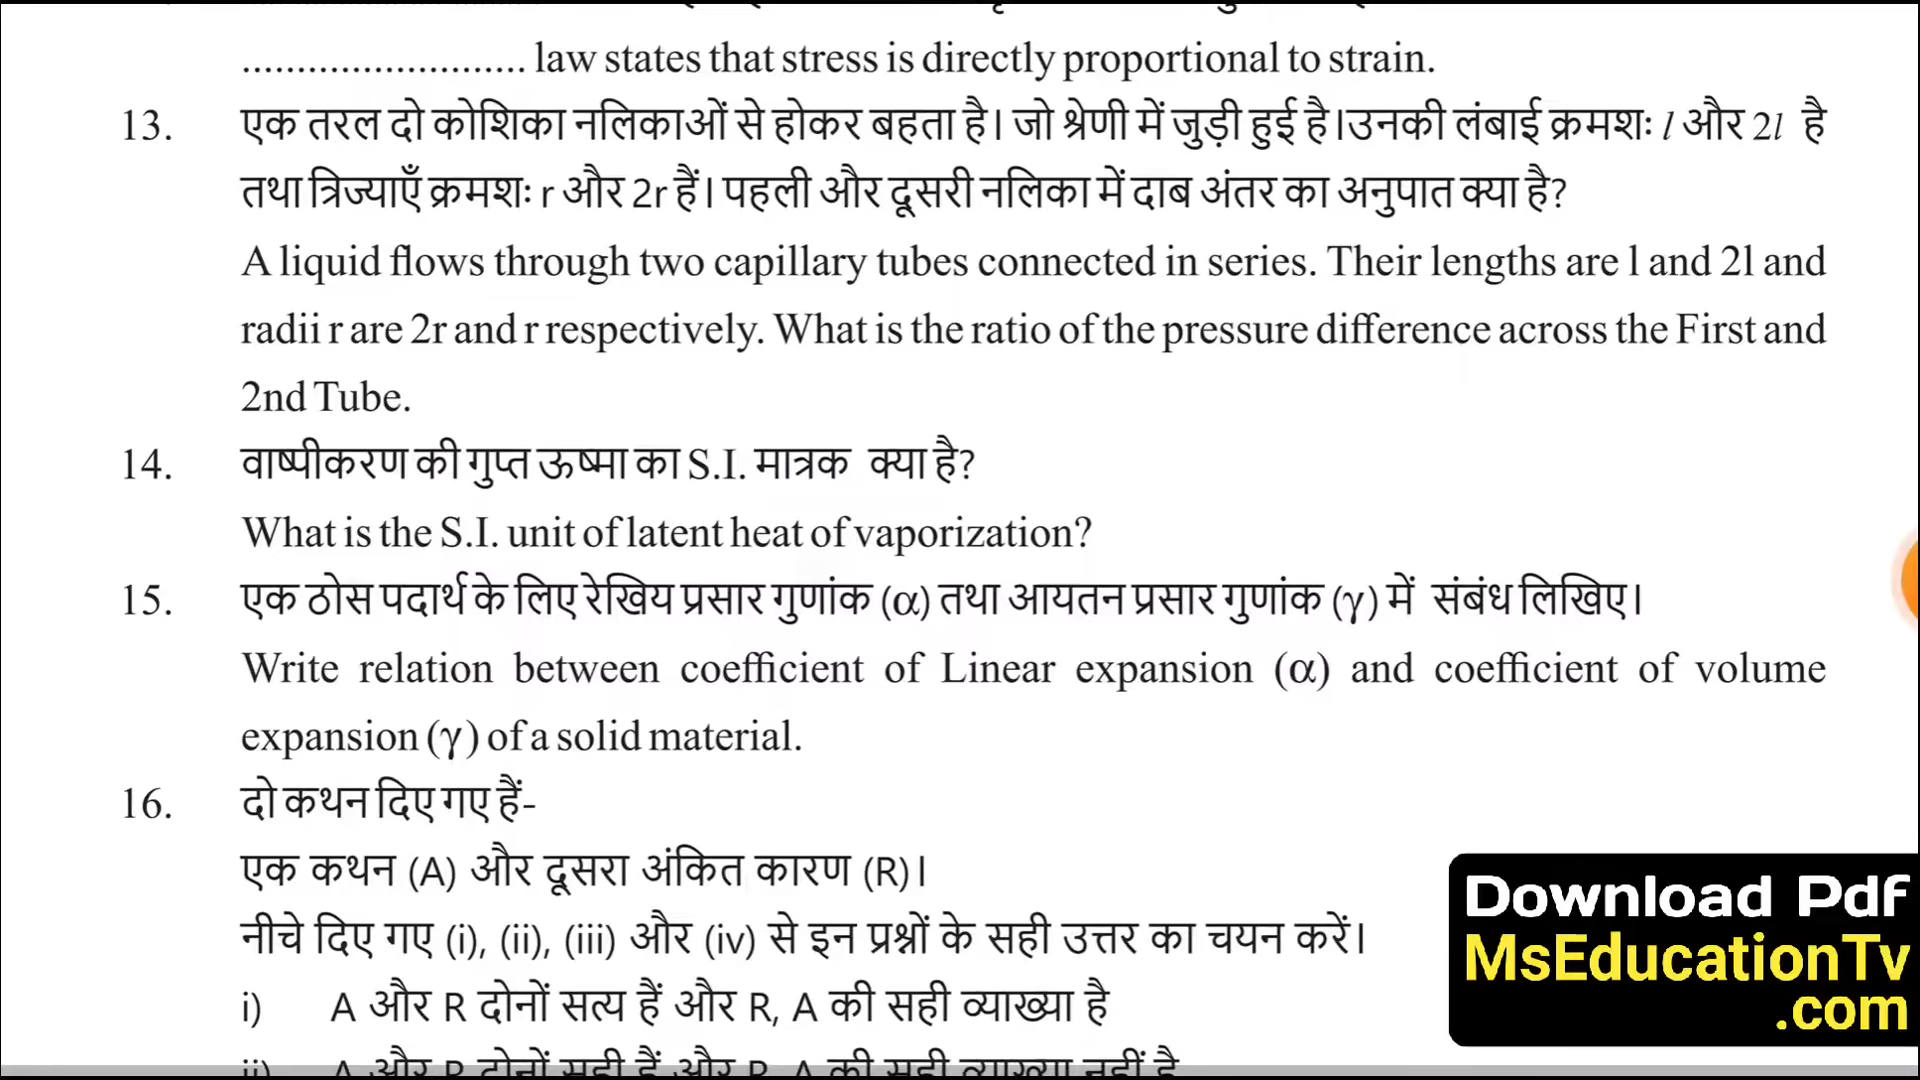 .......................... law states that stress is directly proportional to strain.
13. एक तरल दो कोशिका नलिकाओं से होकर बहता है। जो श्रेणी में जुड़ी हुई है।उनकी लंबाई क्रमशः l और 2l है
तथा त्रिज्याएँ क्रमशः r और 2r हैं। पहली और दूसरी नलिका में दाब अंतर का अनुपात क्या है?
A liquid flows through two capillary tubes connected in series. Their lengths are l and 2l and
radii r are 2r and r respectively. What is the ratio of the pressure difference across the First and
2nd Tube.
14. वाष्पीकरण की गुप्त ऊष्मा का S.I. मात्रक क्या है?
What is the S.I. unit of latent heat of vaporization?
15. एक ठोस पदार्थ के लिए रेखिय प्रसार गुणांक (α) तथा आयतन प्रसार गुणांक (γ) में संबंध लिखिए।
Write relation between coefficient of Linear expansion (α) and coefficient of volume
expansion (γ) of a solid material.
16. दो कथन दिए गए हैं-
एक कथन (A) और दूसरा अंकित कारण (R)।
नीचे दिए गए (i), (ii), (iii) और (iv) से इन प्रश्नों के सही उत्तर का चयन करें।
i) A और R दोनों सत्य हैं और R, A की सही व्याख्या है
ii) A और R दोनों सही हैं और R, A की सही व्याख्या नहीं है
Download Pdf
MsEducationTv
.com